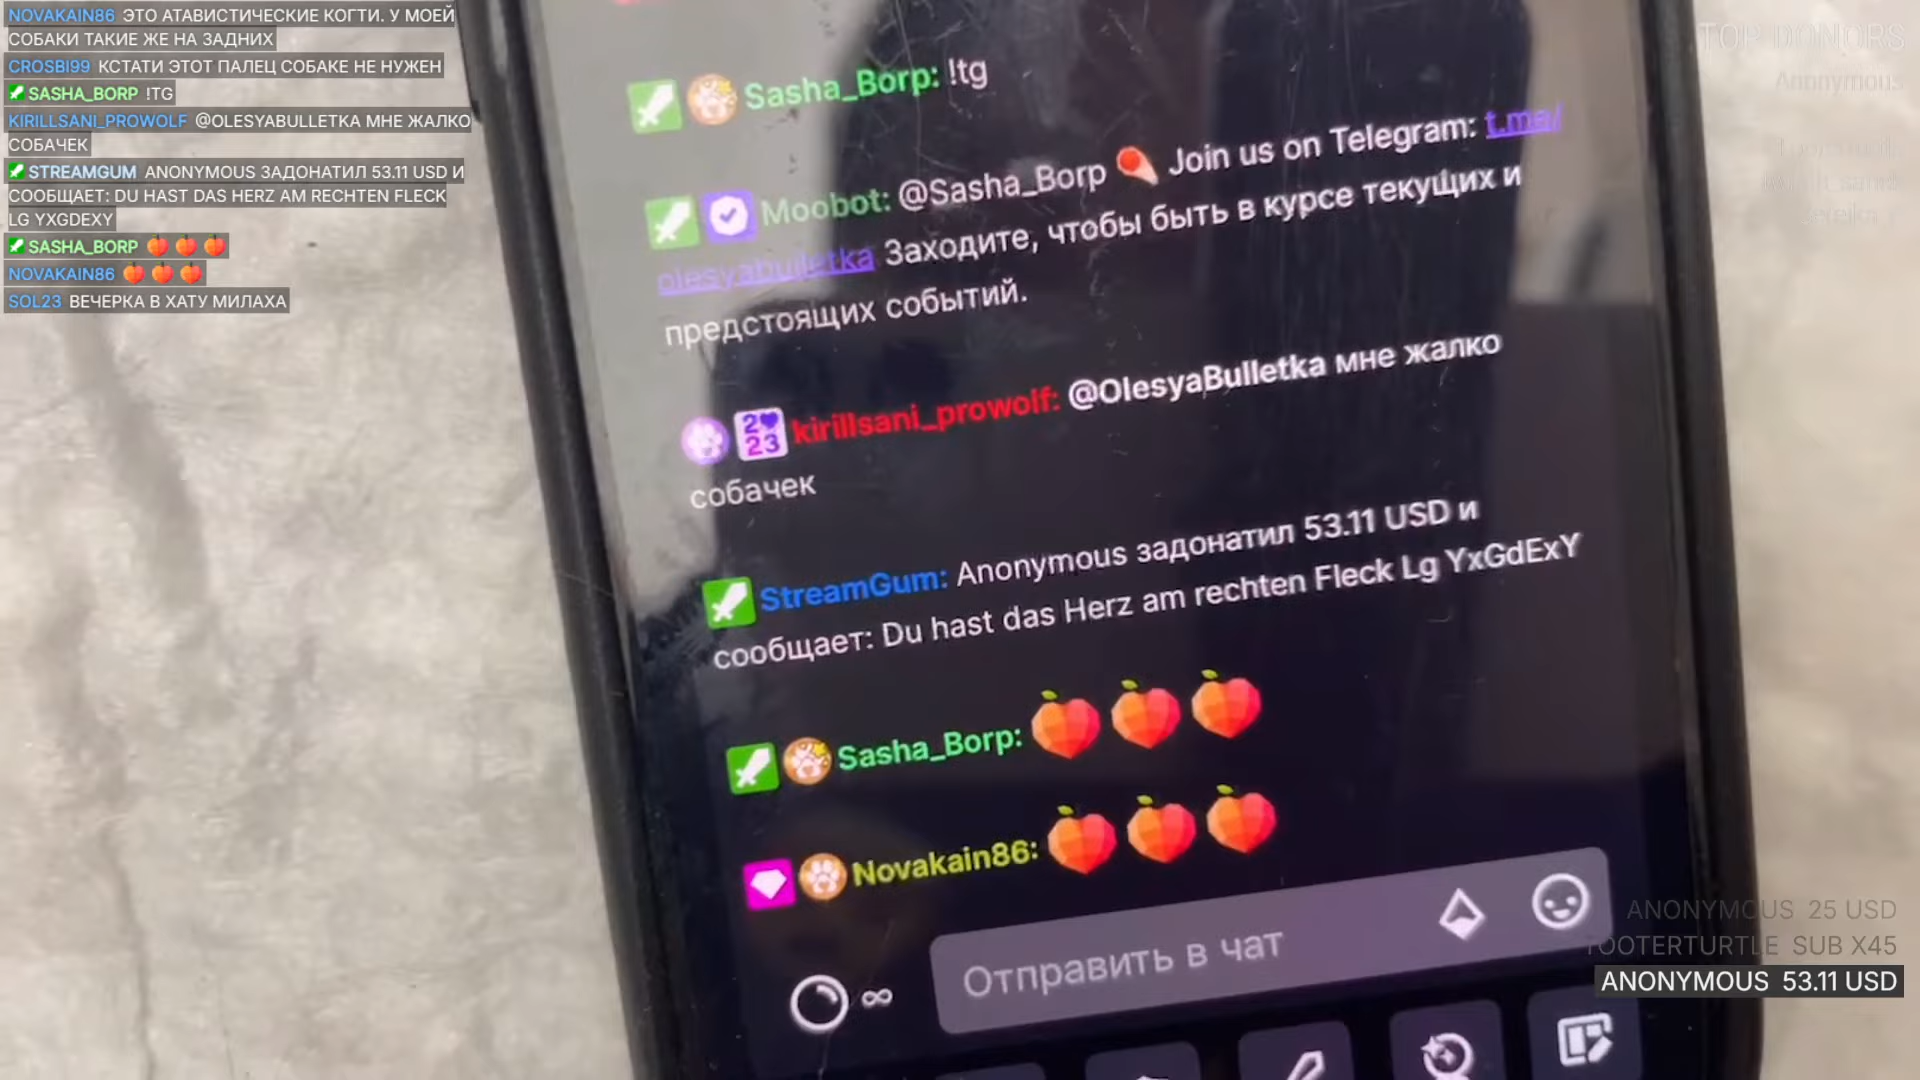 NOVAKAIN86 ЭТО АТАВИСТИЧЕСКИЕ КОГТИ. У МОЕЙ
СОБАКИ ТАКИЕ ЖЕ НА ЗАДНИХ
CROSBI99 КСТАТИ ЭТОТ ПАЛЕЦ СОБАКЕ НЕ НУЖЕН
SASHA_BORP !TG
KIRILLSANI_PROWOLF @OLESYABULLETKA МНЕ ЖАЛКО
СОБАЧЕК
STREAMGUM ANONYMOUS ЗАДОНАТИЛ 53.11 USD И
СООБЩАЕТ: DU HAST DAS HERZ AM RECHTEN FLECK
LG YXGDEXY
SASHA_BORP
NOVAKAIN86
SOL23 ВЕЧЕРКА В ХАТУ МИЛАХА
Sasha_Borp: !tg
Moobot: @Sasha_Borp Join us on Telegram: t.me/
olesyabulletka Заходите, чтобы быть в курсе текущих и
предстоящих событий.
2 23 kirillsani_prowolf: @OlesyaBulletka мне жалко
собачек
StreamGum: Anonymous задонатил 53.11 USD и
сообщает: Du hast das Herz am rechten Fleck Lg YxGdExY
Sasha_Borp:
Novakain86:
Отправить в чат
TOP DONORS
Anonymous
ANONYMOUS 25 USD
TOOTERTURTLE SUB X45
ANONYMOUS 53.11 USD